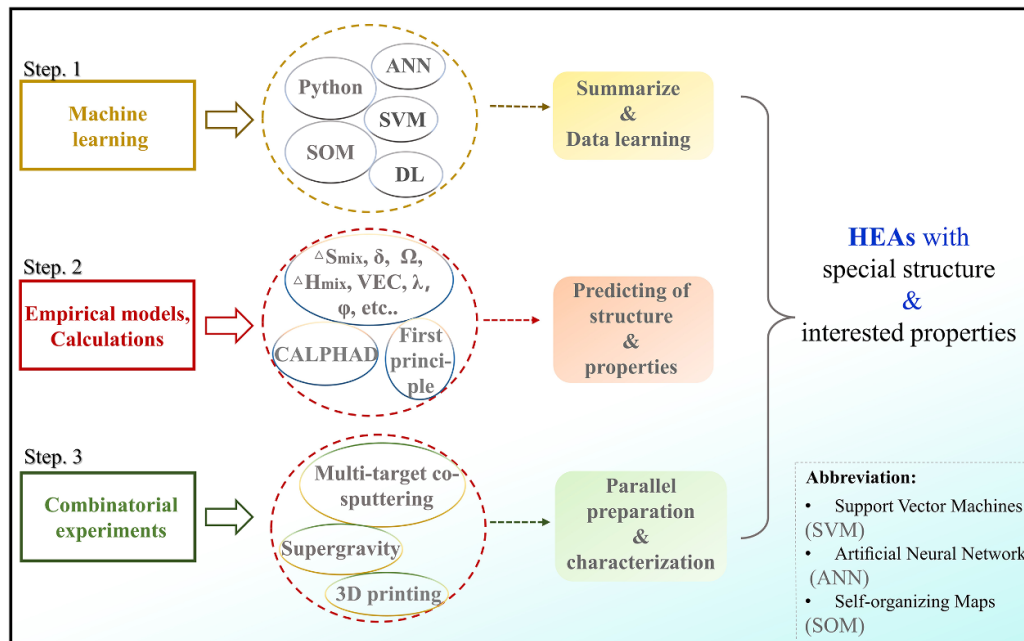 Step. 1
Machine
learning
Python
ANN
SVM
SOM
DL
Summarize
&
Data learning
Step. 2
Empirical models,
Calculations
△Smix, δ, Ω,
△Hmix, VEC, λ,
φ, etc..
CALPHAD
First
princi-
ple
Predicting of
structure
&
properties
Step. 3
Combinatorial
experiments
Multi-target co-
sputtering
Supergravity
3D printing
Parallel
preparation
&
characterization
HEAs with
special structure
&
interested properties
Abbreviation:
• Support Vector Machines
(SVM)
• Artificial Neural Network
(ANN)
• Self-organizing Maps
(SOM)